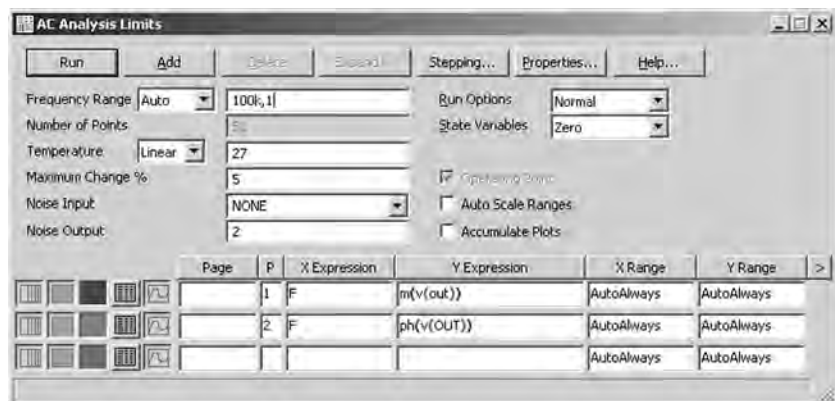 AC Analysis Limits
Run Add Delete Expand... Stepping... Properties... Help...
Frequency Range Auto 100k,1 Run Options Normal
Number of Points State Variables Zero
Temperature Linear 27
Maximum Change % 5 Operating Point
Noise Input NONE Auto Scale Ranges
Noise Output 2 Accumulate Plots
Page P X Expression Y Expression X Range Y Range >
1 F m(v(out)) AutoAlways AutoAlways
2 F ph(v(OUT)) AutoAlways AutoAlways
AutoAlways AutoAlways